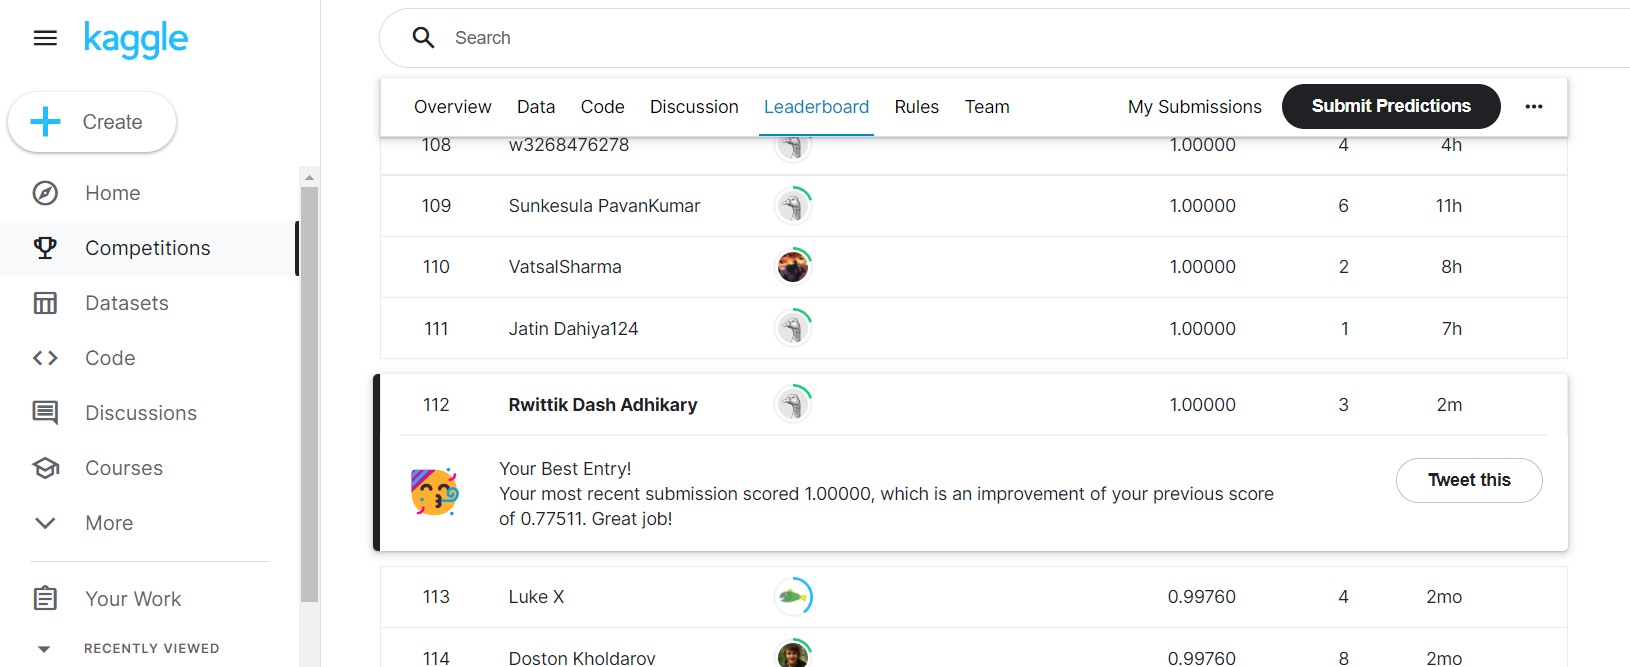 kaggle
Search
Create
Overview Data Code Discussion Leaderboard Rules Team My Submissions Submit Predictions
Home
Competitions
Datasets
Code
Discussions
Courses
More
Your Work
RECENTLY VIEWED
108 w3268476278 1.00000 4 4h
109 Sunkesula PavanKumar 1.00000 6 11h
110 VatsalSharma 1.00000 2 8h
111 Jatin Dahiya124 1.00000 1 7h
112 Rwittik Dash Adhikary 1.00000 3 2m
Your Best Entry!
Your most recent submission scored 1.00000, which is an improvement of your previous score
of 0.77511. Great job!
Tweet this
113 Luke X 0.99760 4 2mo
114 Doston Kholdarov 0.99760 8 2mo